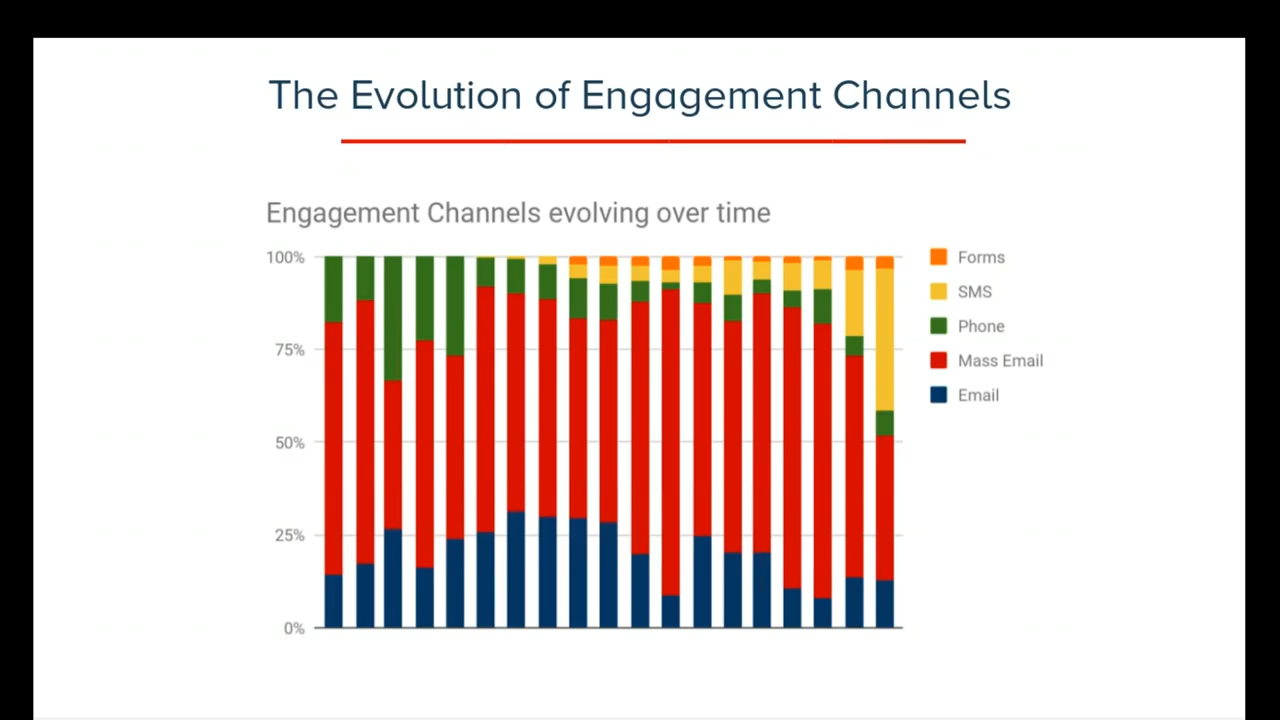 The Evolution of Engagement Channels
Engagement Channels evolving over time
100%
75%
50%
25%
0%
Forms
SMS
Phone
Mass Email
Email